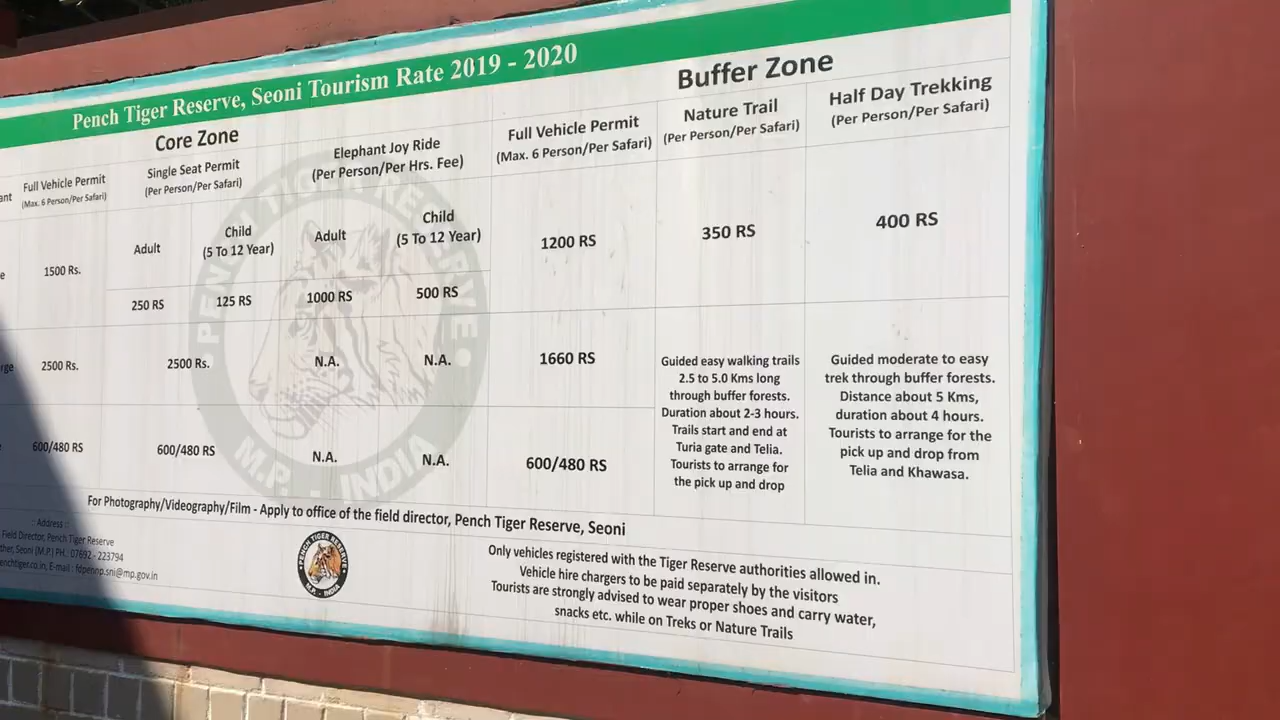 Pench Tiger Reserve, Seoni Tourism Rate 2019 - 2020
Core Zone
Buffer Zone
Full Vehicle Permit
(Max. 6 Person/Per Safari)
Single Seat Permit
(Per Person/Per Safari)
Elephant Joy Ride
(Per Person/Per Hrs. Fee)
Full Vehicle Permit
(Max. 6 Person/Per Safari)
Nature Trail
(Per Person/Per Safari)
Half Day Trekking
(Per Person/Per Safari)
1500 Rs.
Adult
Child
(5 To 12 Year)
Adult
Child
(5 To 12 Year)
250 RS
125 RS
1000 RS
500 RS
1200 RS
350 RS
400 RS
2500 Rs.
2500 Rs.
N.A.
N.A.
1660 RS
600/480 RS
600/480 RS
N.A.
N.A.
600/480 RS
Guided easy walking trails
2.5 to 5.0 Kms long
through buffer forests.
Duration about 2-3 hours.
Trails start and end at
Turia gate and Telia.
Tourists to arrange for
the pick up and drop
Guided moderate to easy
trek through buffer forests.
Distance about 5 Kms,
duration about 4 hours.
Tourists to arrange for the
pick up and drop from
Telia and Khawasa.
PENCH TIGER RESERVE
M.P. - INDIA
For Photography/Videography/Film - Apply to office of the field director, Pench Tiger Reserve, Seoni
:: Address ::
Field Director, Pench Tiger Reserve
Seoni (M.P.) PH.: 07692 - 223794
E-mail : fdpennp.sni@mp.gov.in
PENCH TIGER RESERVE
M.P. - INDIA
Only vehicles registered with the Tiger Reserve authorities allowed in.
Vehicle hire chargers to be paid separately by the visitors
Tourists are strongly advised to wear proper shoes and carry water,
snacks etc. while on Treks or Nature Trails